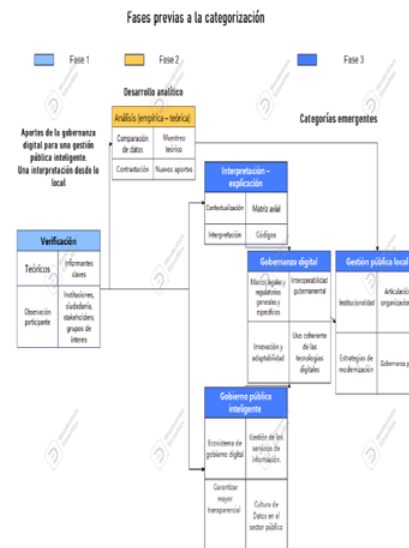 Fases previas a la categorización
Fase 1
Fase 2
Fase 3
Desarrollo analítico
Aportes de la gobernanza
digital para una gestión
pública inteligente.
Una interpretación desde lo
local
Análisis (empírica – teórica)
Comparación
de datos
Muestreo
teórico
Contrastación
Nuevos aportes
Categorías emergentes
Interpretación –
explicación
Contextualización
Matriz axial
Interpretación
Códigos
Verificación
Teóricos
Informantes
claves
Observación
participante
Instituciones,
ciudadanía,
stakeholders,
grupos de
interes
Gobernanza digital
Marcos legales y
regulatorios
generales y
específicos
Interoperabilidad
gubernamental
Innovación y
adaptabilidad
Uso coherente
de las
tecnologías
digitales
Gestión pública local
Institucionalidad
Articulación
organizacion
Estrategias de
modernización
Gobernanza p
Gobierno pública
inteligente
Ecosistema de
gobierno digital
Gestión de los
servicios de
información.
Garantizar
mayor
transparencia
Cultura de
Datos en el
sector público